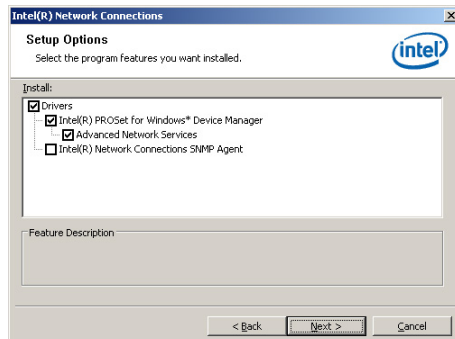 Intel(R) Network Connections
Setup Options
Select the program features you want installed.
intel
Install:
Drivers
Intel(R) PROSet for Windows* Device Manager
Advanced Network Services
Intel(R) Network Connections SNMP Agent
Feature Description
< Back
Next >
Cancel